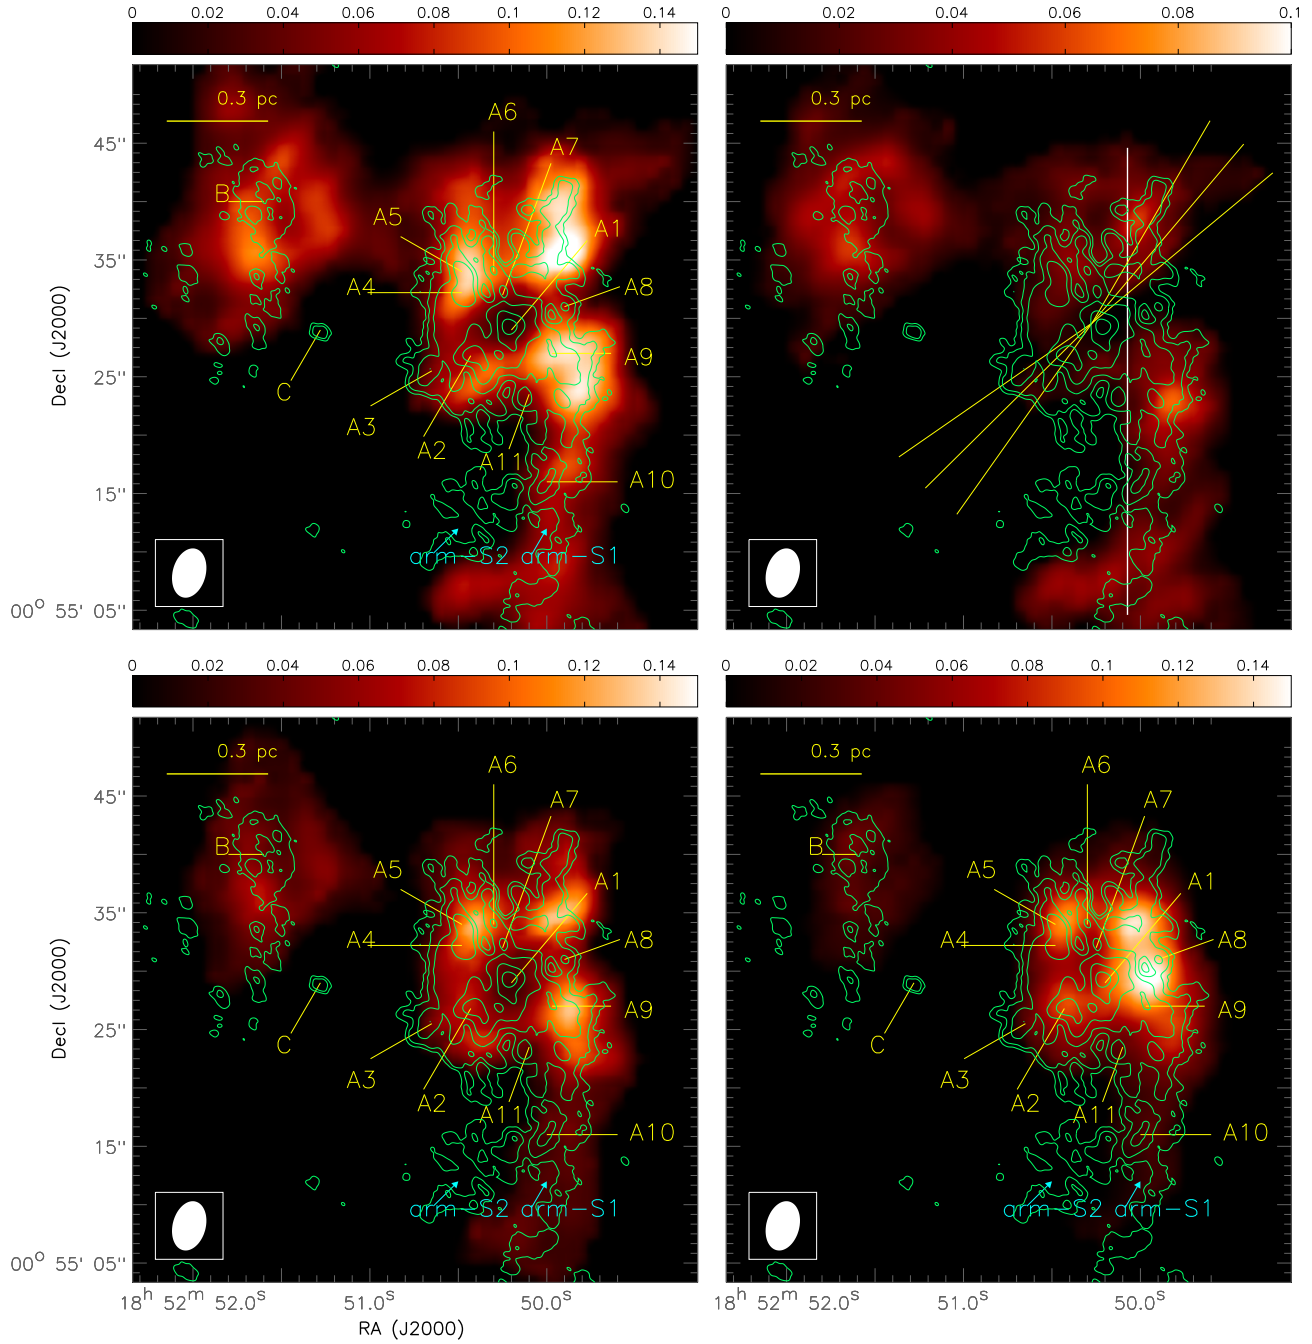 0 0.02 0.04 0.06 0.08 0.1 0.12 0.14
0 0.02 0.04 0.06 0.08 0.1
0.3 pc
A6
A7
B
A5
A1
A4
A8
A9
C
A3
A2
A11
A10
arm-S2 arm-S1
45''
35''
25''
15''
00° 55' 05''
Decl (J2000)
0.3 pc
0 0.02 0.04 0.06 0.08 0.1 0.12 0.14
0 0.02 0.04 0.06 0.08 0.1 0.12 0.14
0.3 pc
A6
A7
B
A5
A1
A4
A8
A9
C
A3
A2
A11
A10
arm-S2 arm-S1
45''
35''
25''
15''
00° 55' 05''
Decl (J2000)
18h 52m 52.0s 51.0s 50.0s
RA (J2000)
0.3 pc
A6
A7
B
A5
A1
A4
A8
A9
C
A3
A2
A11
A10
arm-S2 arm-S1
18h 52m 52.0s 51.0s 50.0s